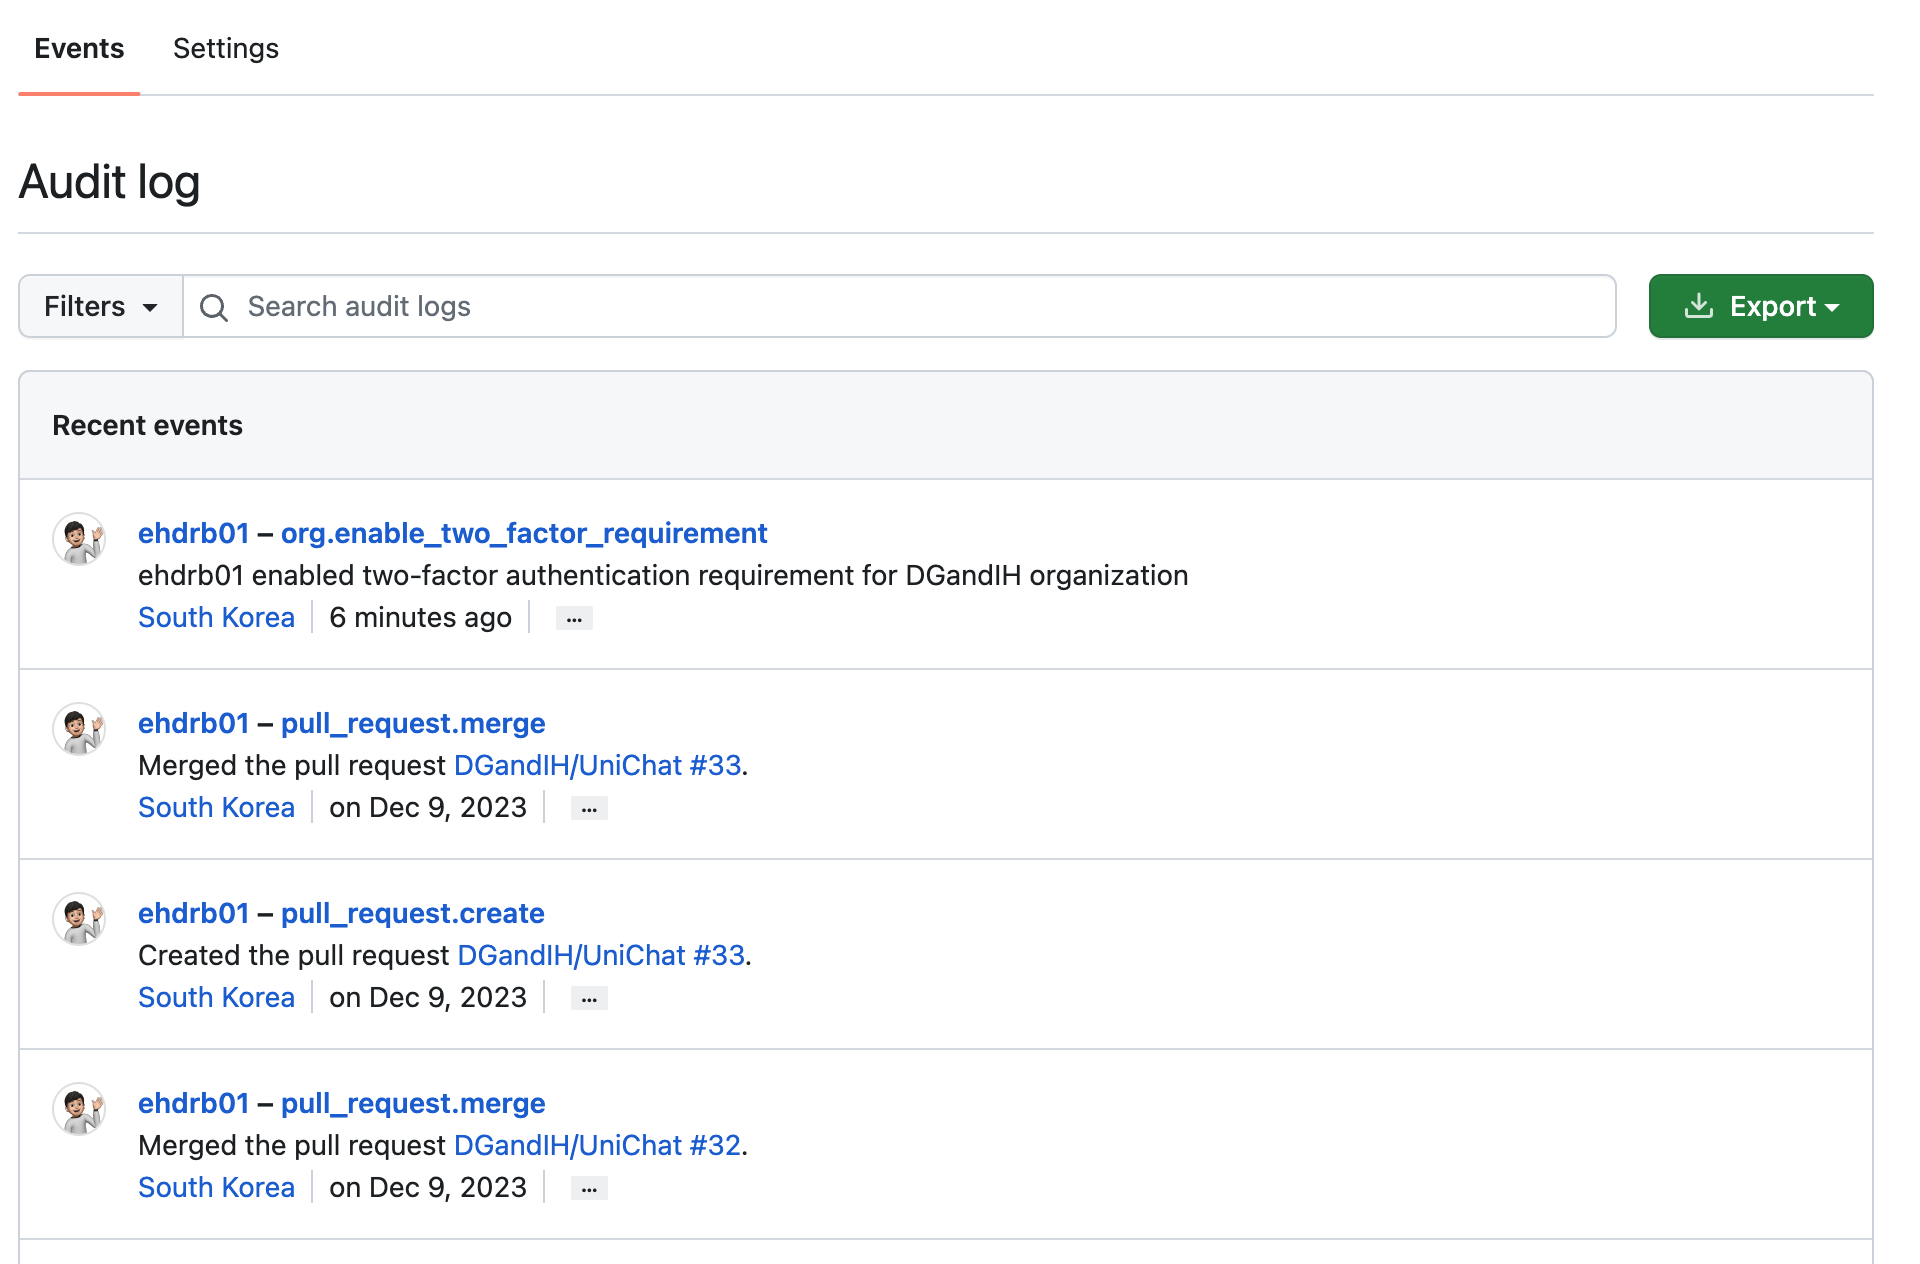 Events Settings
Audit log
Filters Search audit logs Export
Recent events
ehdrb01 – org.enable_two_factor_requirement
ehdrb01 enabled two-factor authentication requirement for DGandIH organization
South Korea 6 minutes ago ...
ehdrb01 – pull_request.merge
Merged the pull request DGandIH/UniChat #33.
South Korea on Dec 9, 2023 ...
ehdrb01 – pull_request.create
Created the pull request DGandIH/UniChat #33.
South Korea on Dec 9, 2023 ...
ehdrb01 – pull_request.merge
Merged the pull request DGandIH/UniChat #32.
South Korea on Dec 9, 2023 ...